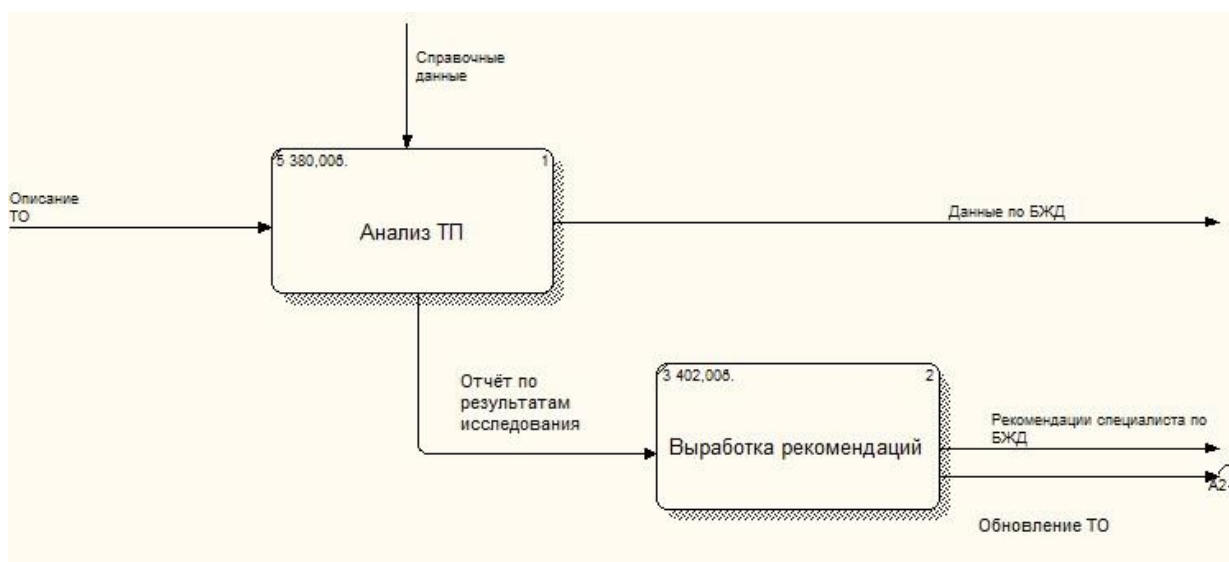 Справочные
данные
5 380,00б.
1
Описание
ТО
Анализ ТП
Данные по БЖД
Отчёт по
результатам
исследования
3 402,00б.
2
Выработка рекомендаций
Рекомендации специалиста по
БЖД
A2-
Обновление ТО